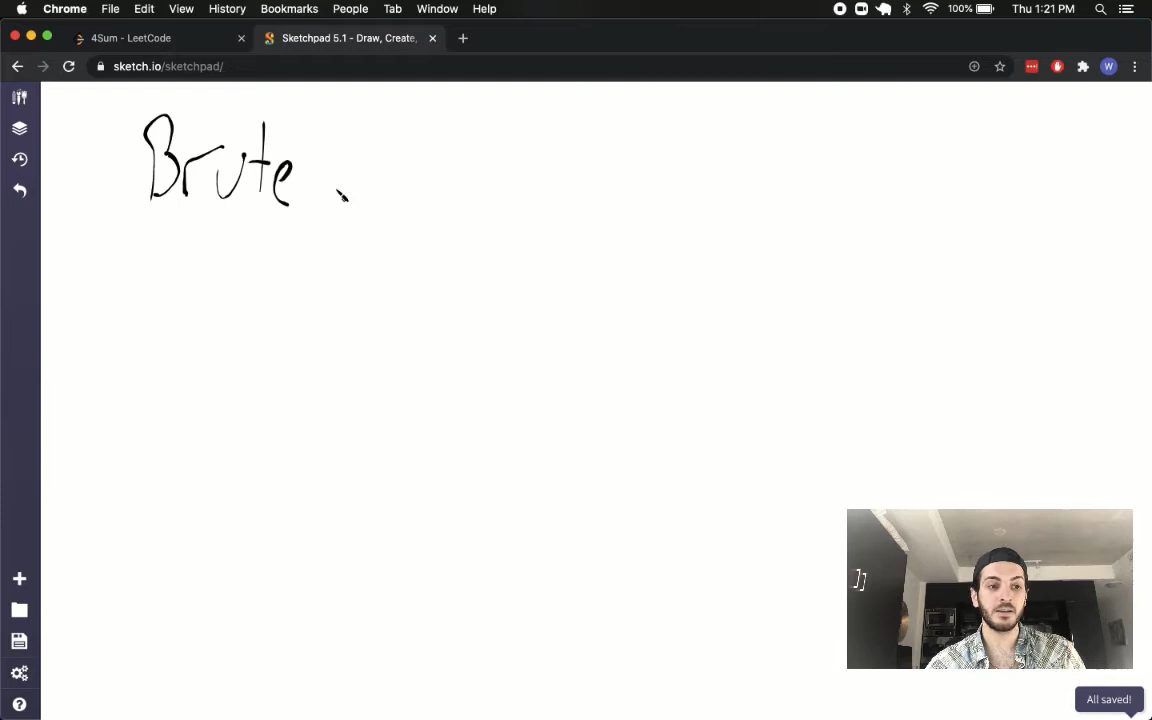 Chrome File Edit View History Bookmarks People Tab Window Help 100% Thu 1:21 PM
4Sum - LeetCode Sketchpad 5.1 - Draw, Create,
sketch.io/sketchpad/ W
Brute
All saved!